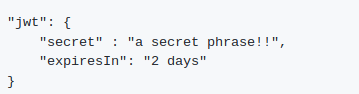 "jwt": {
    "secret" : "a secret phrase!!",
    "expiresIn": "2 days"
}